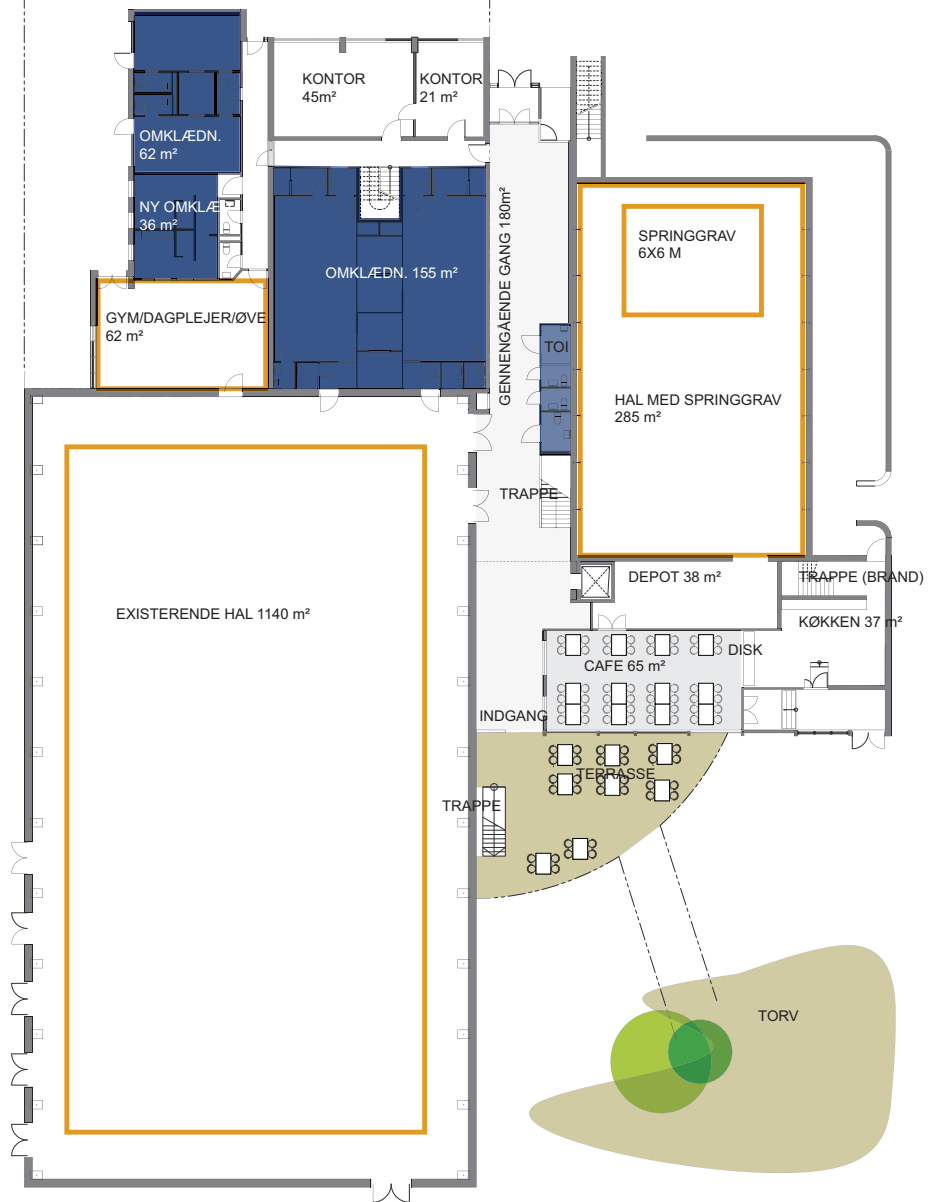 KONTOR
45m²
KONTOR
21 m²
OMKLÆDN.
62 m²
NY OMKLÆ
36 m²
OMKLÆDN. 155 m²
GENNENGÅENDE GANG 180m²
SPRINGGRAV
6X6 M
GYM/DAGPLEJER/ØVE
62 m²
TOI
HAL MED SPRINGGRAV
285 m²
TRAPPE
DEPOT 38 m²
TRAPPE (BRAND)
EXISTERENDE HAL 1140 m²
KØKKEN 37 m²
DISK
CAFE 65 m²
INDGANG
TERRASSE
TRAPPE
TORV